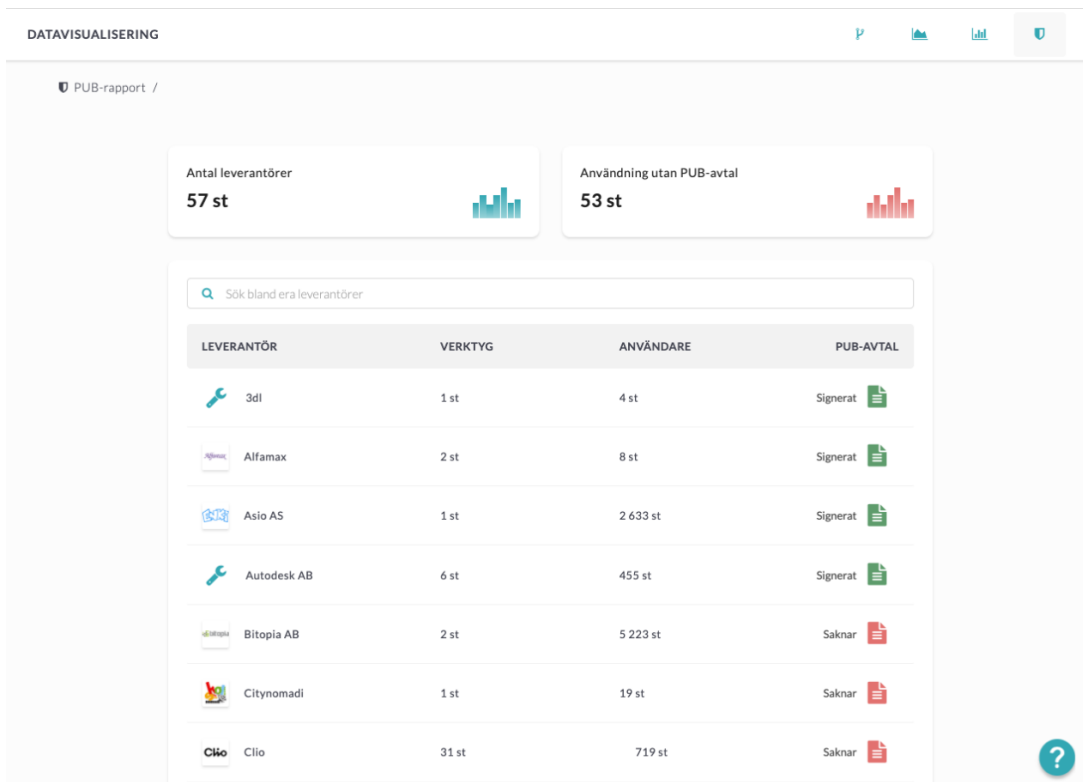 DATAVISUALISERING
PUB-rapport /
Antal leverantörer
57 st
Användning utan PUB-avtal
53 st
Sök bland era leverantörer
LEVERANTÖR VERKTYG ANVÄNDARE PUB-AVTAL
3dl 1 st 4 st Signerat
Alfamax Alfamax 2 st 8 st Signerat
Asio AS 1 st 2 633 st Signerat
Autodesk AB 6 st 455 st Signerat
bitopia Bitopia AB 2 st 5 223 st Saknar
Citynomadi 1 st 19 st Saknar
Clio Clio 31 st 719 st Saknar
?